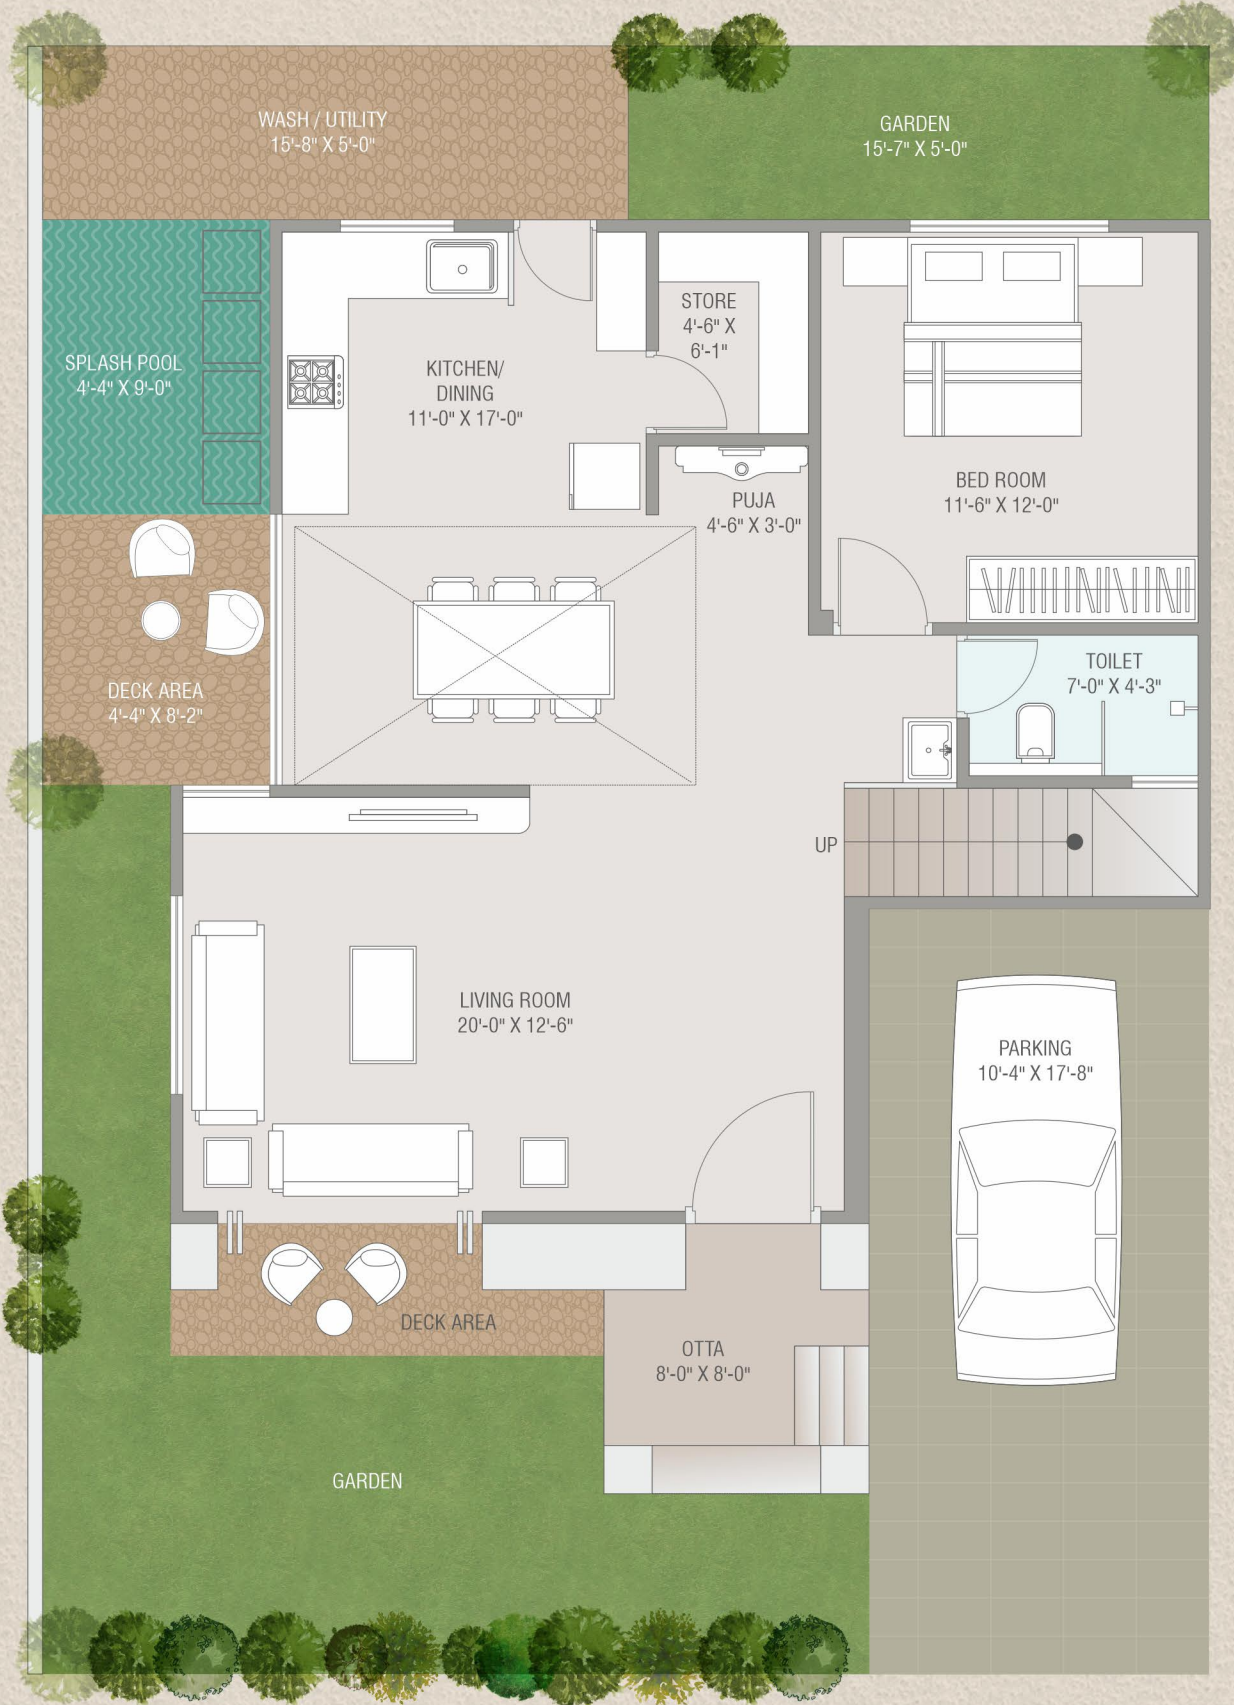 WASH / UTILITY
15'-8" X 5'-0"
GARDEN
15'-7" X 5'-0"
SPLASH POOL
4'-4" X 9'-0"
KITCHEN/
DINING
11'-0" X 17'-0"
STORE
4'-6" X
6'-1"
PUJA
4'-6" X 3'-0"
BED ROOM
11'-6" X 12'-0"
DECK AREA
4'-4" X 8'-2"
TOILET
7'-0" X 4'-3"
UP
LIVING ROOM
20'-0" X 12'-6"
PARKING
10'-4" X 17'-8"
DECK AREA
OTTA
8'-0" X 8'-0"
GARDEN